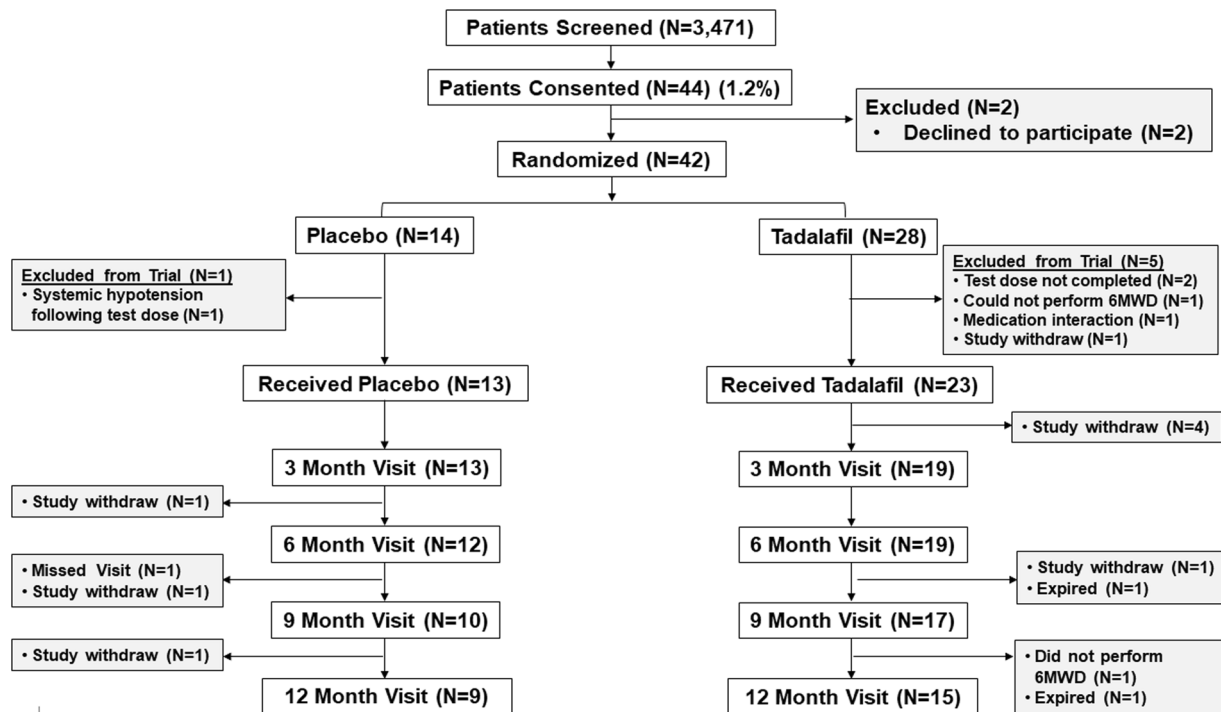 Patients Screened (N=3,471)
Patients Consented (N=44) (1.2%)
Excluded (N=2)
• Declined to participate (N=2)
Randomized (N=42)
Placebo (N=14)
Tadalafil (N=28)
Excluded from Trial (N=1)
• Systemic hypotension
following test dose (N=1)
Excluded from Trial (N=5)
• Test dose not completed (N=2)
• Could not perform 6MWD (N=1)
• Medication interaction (N=1)
• Study withdraw (N=1)
Received Placebo (N=13)
Received Tadalafil (N=23)
• Study withdraw (N=4)
3 Month Visit (N=13)
3 Month Visit (N=19)
• Study withdraw (N=1)
6 Month Visit (N=12)
6 Month Visit (N=19)
• Missed Visit (N=1)
• Study withdraw (N=1)
• Study withdraw (N=1)
• Expired (N=1)
9 Month Visit (N=10)
9 Month Visit (N=17)
• Study withdraw (N=1)
• Did not perform
6MWD (N=1)
• Expired (N=1)
12 Month Visit (N=9)
12 Month Visit (N=15)